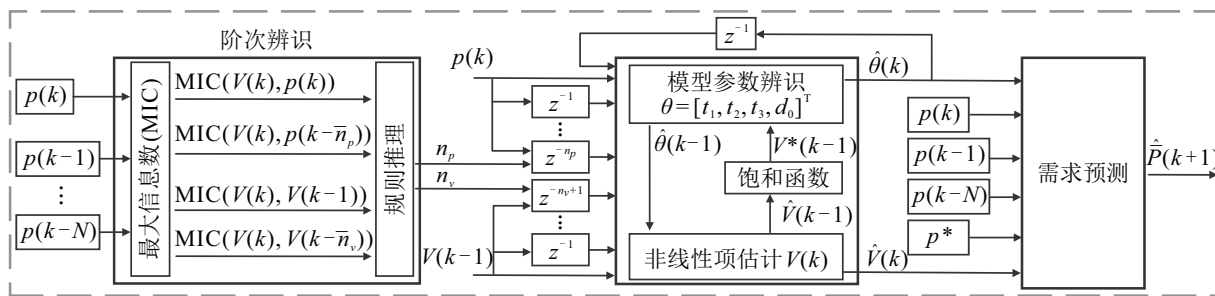 阶次辨识
p(k)
p(k-1)
⋮
p(k-N)
最大信息数(MIC)
MIC(V(k), p(k))
MIC(V(k), p(k-n̄_p))
MIC(V(k), V(k-1))
MIC(V(k), V(k-n̄_v))
规则推理
n_p
n_v
p(k)
V(k-1)
z^{-1}
⋮
z^{-n_p}
z^{-n_v+1}
⋮
z^{-1}
z^{-1}
模型参数辨识
θ=[t_1, t_2, t_3, d_0]^T
θ̂(k-1)
V*(k-1)
饱和函数
V̂(k-1)
非线性项估计V(k)
θ̂(k)
p(k)
p(k-1)
p(k-N)
p*
V̂(k)
需求预测
P̄̂(k+1)